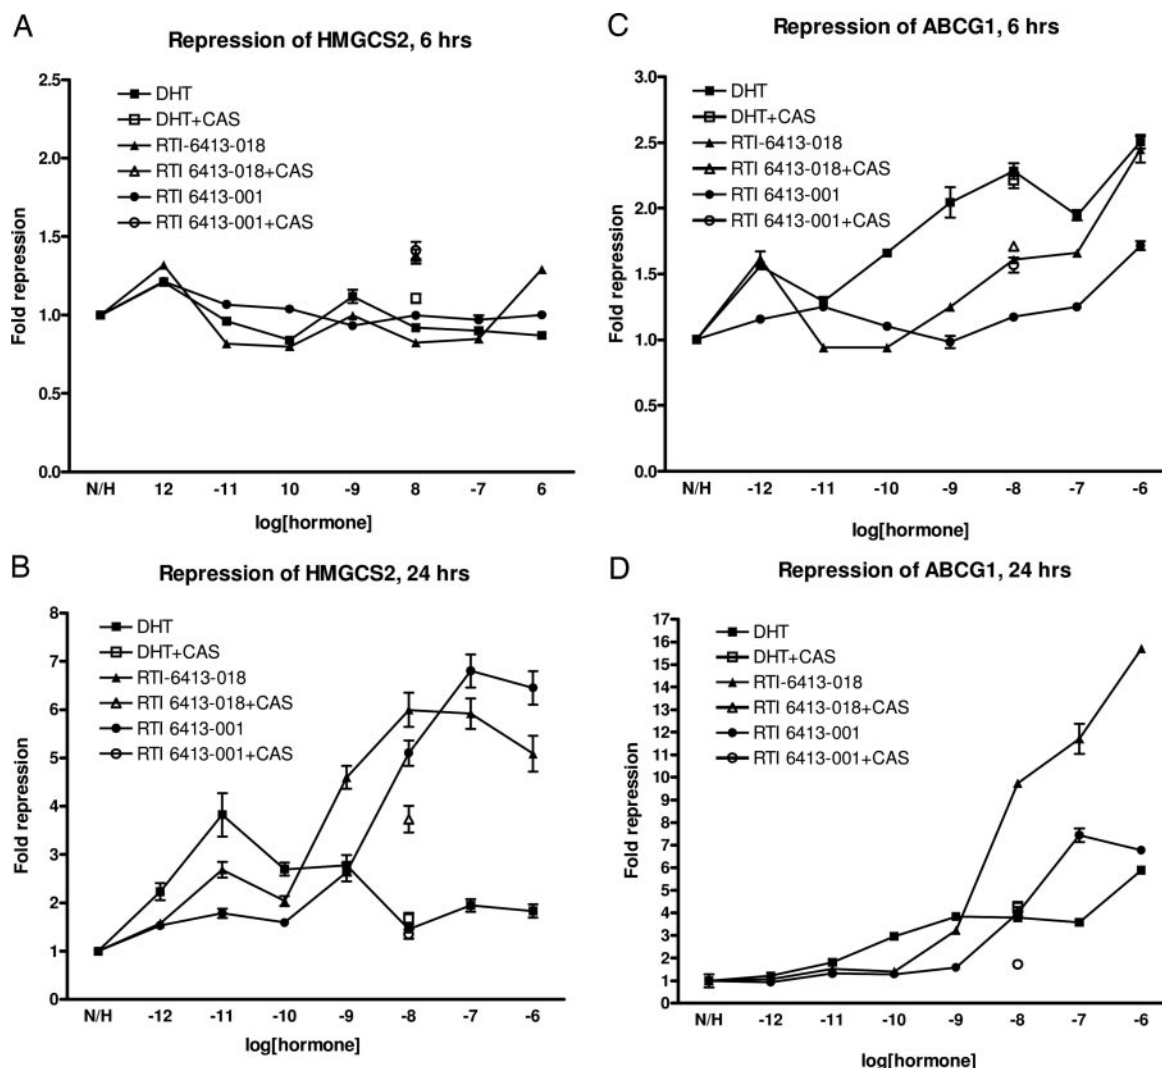 A
Repression of HMGCS2, 6 hrs
2.5
2.0
1.5
1.0
0.5
0.0
Fold repression
DHT
DHT+CAS
RTI-6413-018
RTI 6413-018+CAS
RTI 6413-001
RTI 6413-001+CAS
N/H 12 -11 10 -9 8 -7 6
log[hormone]
C
Repression of ABCG1, 6 hrs
3.0
2.5
2.0
1.5
1.0
0.5
0.0
Fold repression
DHT
DHT+CAS
RTI-6413-018
RTI 6413-018+CAS
RTI 6413-001
RTI 6413-001+CAS
N/H -12 -11 -10 -9 -8 -7 -6
log[hormone]
B
Repression of HMGCS2, 24 hrs
8
7
6
5
4
3
2
1
0
Fold repression
DHT
DHT+CAS
RTI-6413-018
RTI 6413-018+CAS
RTI 6413-001
RTI 6413-001+CAS
N/H -12 -11 -10 -9 -8 -7 -6
log[hormone]
D
Repression of ABCG1, 24 hrs
17
16
15
14
13
12
11
10
9
8
7
6
5
4
3
2
1
0
Fold repression
DHT
DHT+CAS
RTI-6413-018
RTI 6413-018+CAS
RTI 6413-001
RTI 6413-001+CAS
N/H -12 -11 -10 -9 -8 -7 -6
log[hormone]